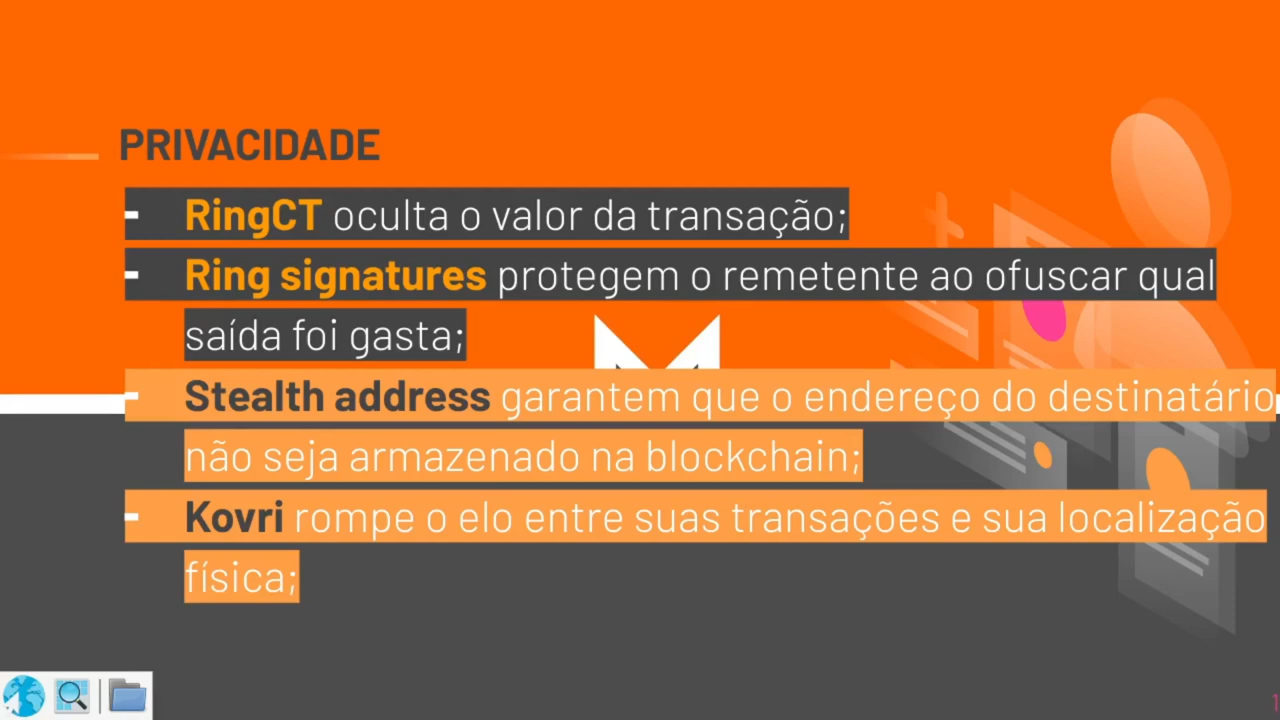 PRIVACIDADE
- RingCT oculta o valor da transação;
- Ring signatures protegem o remetente ao ofuscar qual
saída foi gasta;
- Stealth address garantem que o endereço do destinatário
não seja armazenado na blockchain;
- Kovri rompe o elo entre suas transações e sua localização
física;